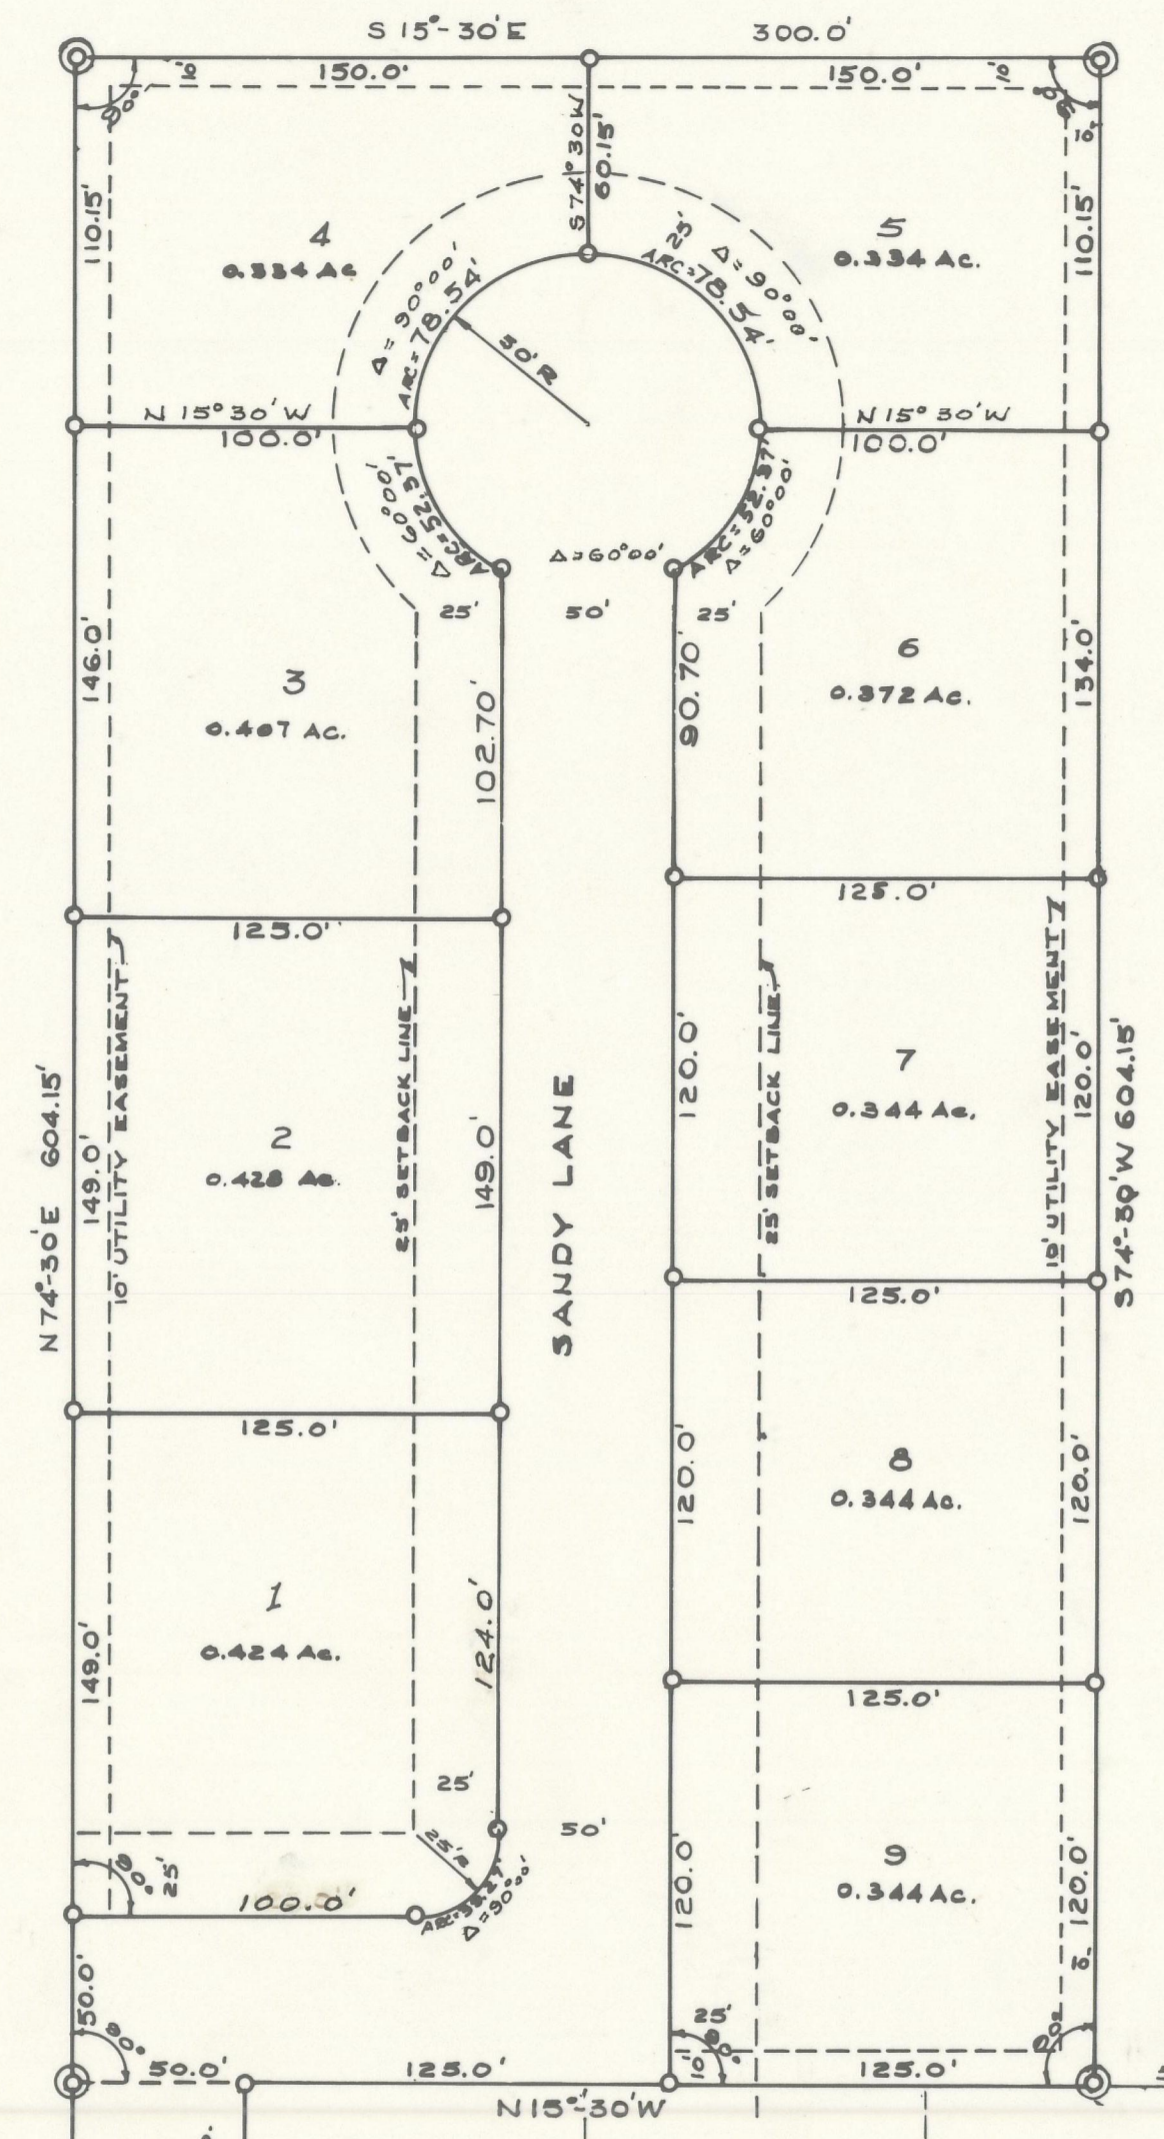 S 15°-30'E 300.0'
150.0' 10' 150.0' 10'
90° 90°
10'
S 74° 30'W
60.15'
110.15' 110.15'
4
0.334 Ac
5
0.334 Ac.
25'
Δ = 90°00'
ARC = 78.54'
ARC = 78.54'
Δ = 90°00'
50' R
N 15° 30' W
100.0'
N 15° 30' W
100.0'
ARC = 52.37'
Δ = 60°00'
ARC = 52.37'
Δ = 60°00'
Δ = 60°00'
25' 50' 25'
146.0'
3
0.407 Ac.
102.70'
90.70'
6
0.372 Ac.
134.0'
125.0'
125.0'
N 74°-30'E 604.15'
149.0'
10' UTILITY EASEMENT
2
0.428 Ac.
25' SETBACK LINE
149.0'
SANDY LANE
120.0'
25' SETBACK LINE
7
0.344 Ac.
10' UTILITY EASEMENT
120.0'
S 74°-30'W 604.15'
125.0'
125.0'
149.0'
1
0.424 Ac.
124.0'
120.0'
8
0.344 Ac.
120.0'
125.0'
25'
25' R
50'
90°
25'
100.0'
ARC = 39.27'
Δ = 90°00'
120.0'
9
0.344 Ac.
120.0'
10'
50.0'
90°
50.0'
125.0'
25'
90°
10'
90°
125.0'
N 15°-30'W